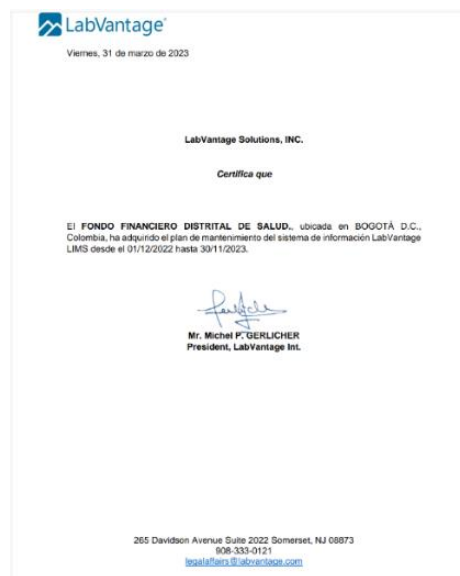 LabVantage®
Viernes, 31 de marzo de 2023
LabVantage Solutions, INC.
Certifica que
El FONDO FINANCIERO DISTRITAL DE SALUD., ubicada en BOGOTÁ D.C.,
Colombia, ha adquirido el plan de mantenimiento del sistema de información LabVantage
LIMS desde el 01/12/2022 hasta 30/11/2023.
Mr. Michel P. GERLICHER
President, LabVantage Int.
265 Davidson Avenue Suite 2022 Somerset, NJ 08873
908-333-0121
legalaffairs@labvantage.com